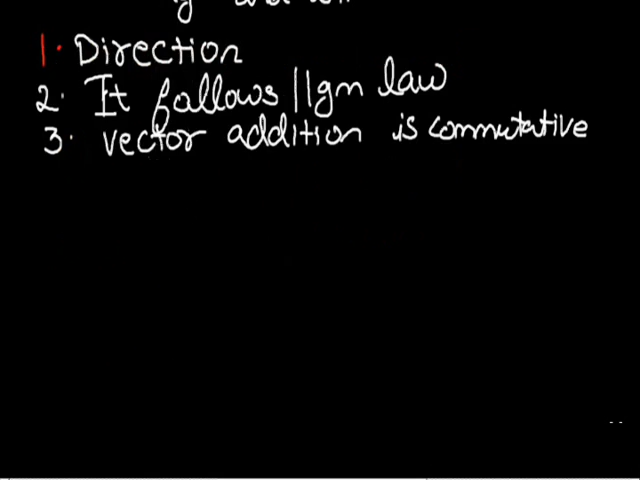 1. Direction
2. It follows ||gm law
3. vector addition is commutative